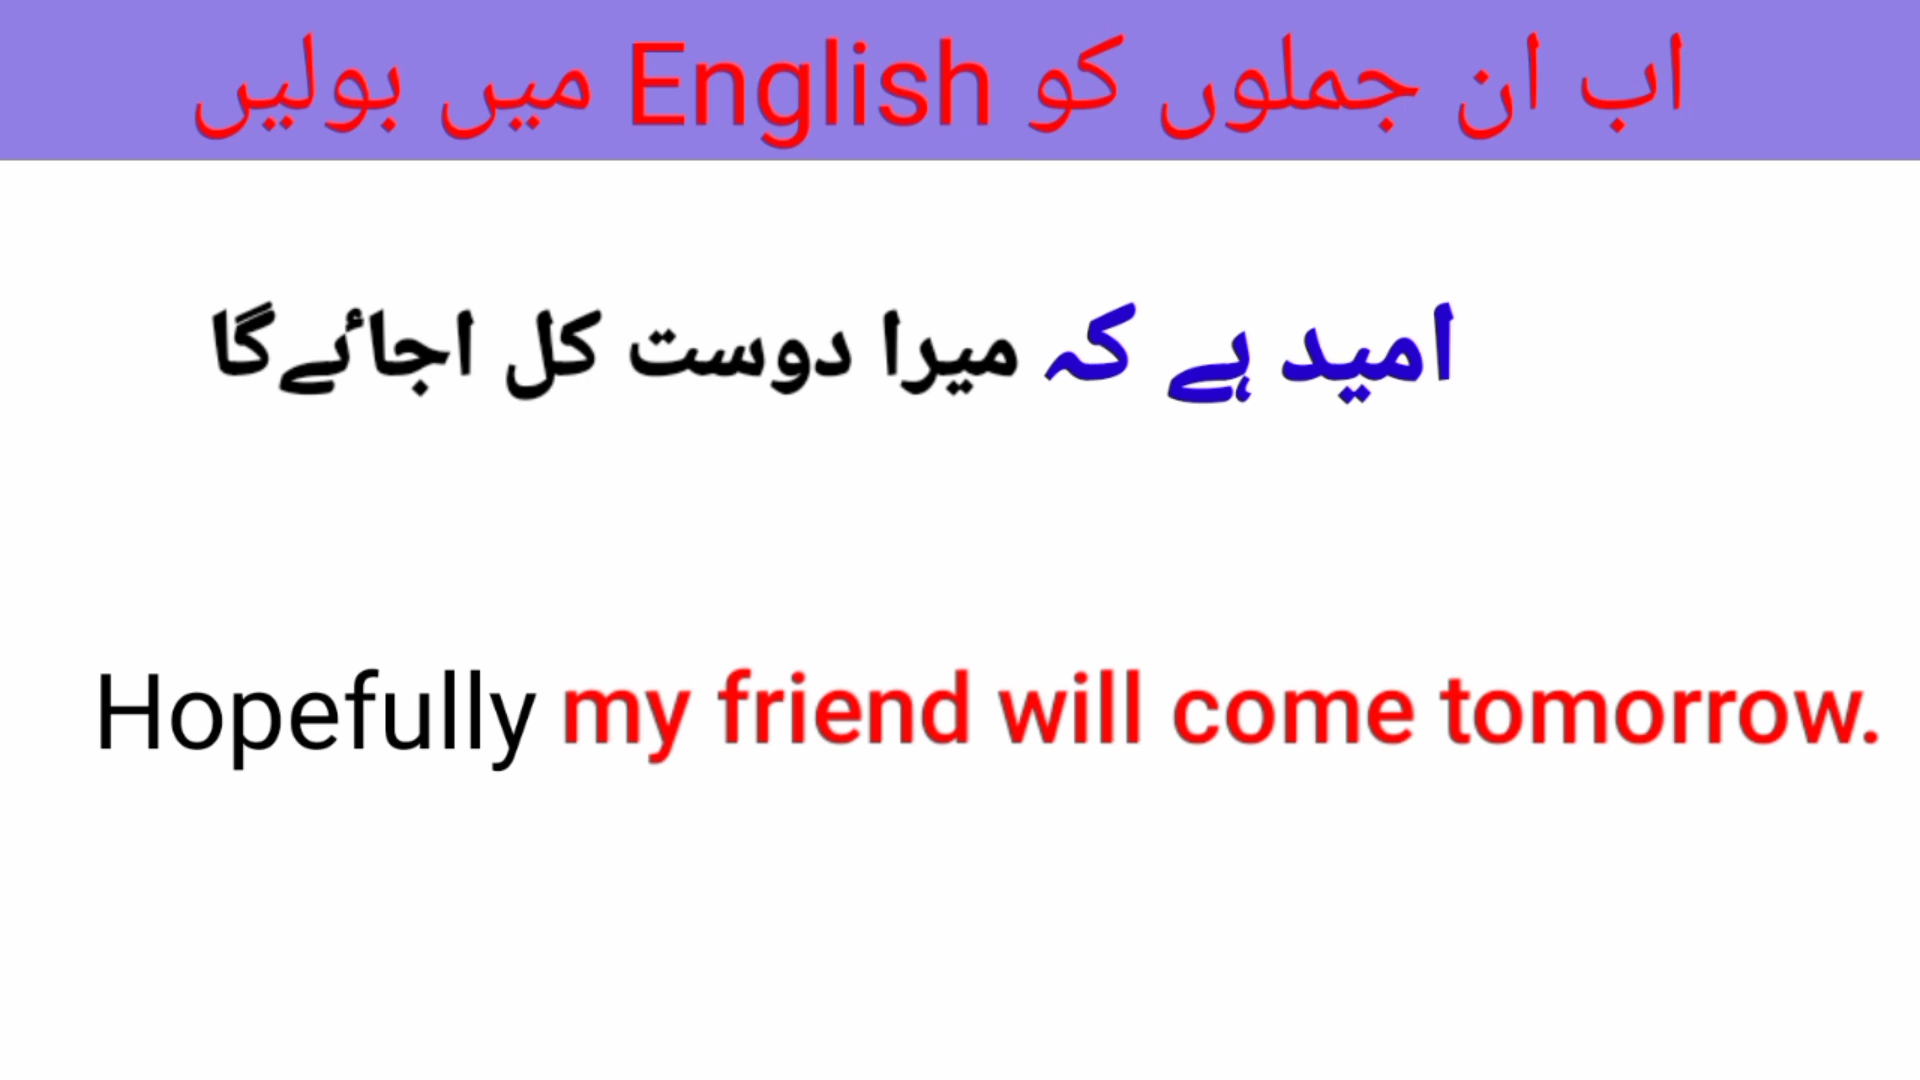 اب ان جملوں کو English میں بولیں
امید ہے کہ میرا دوست کل اجائےگا
Hopefully my friend will come tomorrow.